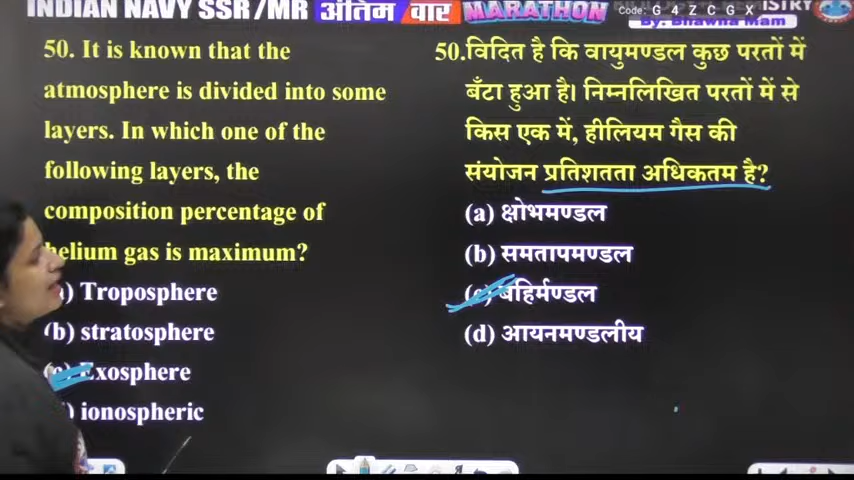 INDIAN NAVY SSR/MR अंतिम वार MARATHON
Code: G 4 Z C G X
By: Bhawna Mam
50. It is known that the
atmosphere is divided into some
layers. In which one of the
following layers, the
composition percentage of
helium gas is maximum?
Troposphere
(b) stratosphere
(c) Exosphere
ionospheric
50.विदित है कि वायुमण्डल कुछ परतों में
बँटा हुआ है। निम्नलिखित परतों में से
किस एक में, हीलियम गैस की
संयोजन प्रतिशतता अधिकतम है?
(a) क्षोभमण्डल
(b) समतापमण्डल
(c) बहिर्मण्डल
(d) आयनमण्डलीय